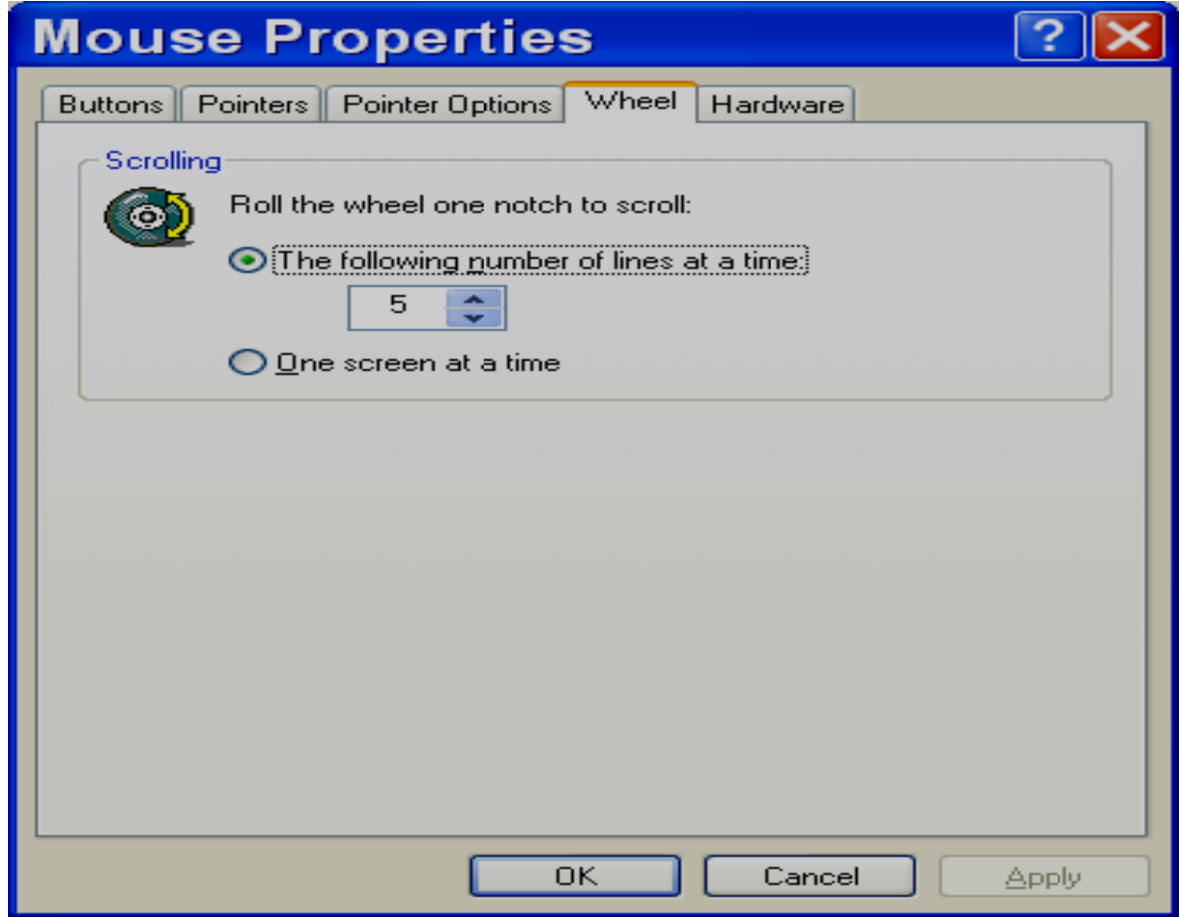 Mouse Properties
Buttons Pointers Pointer Options Wheel Hardware
Scrolling
Roll the wheel one notch to scroll:
The following number of lines at a time:
5
One screen at a time
OK Cancel Apply